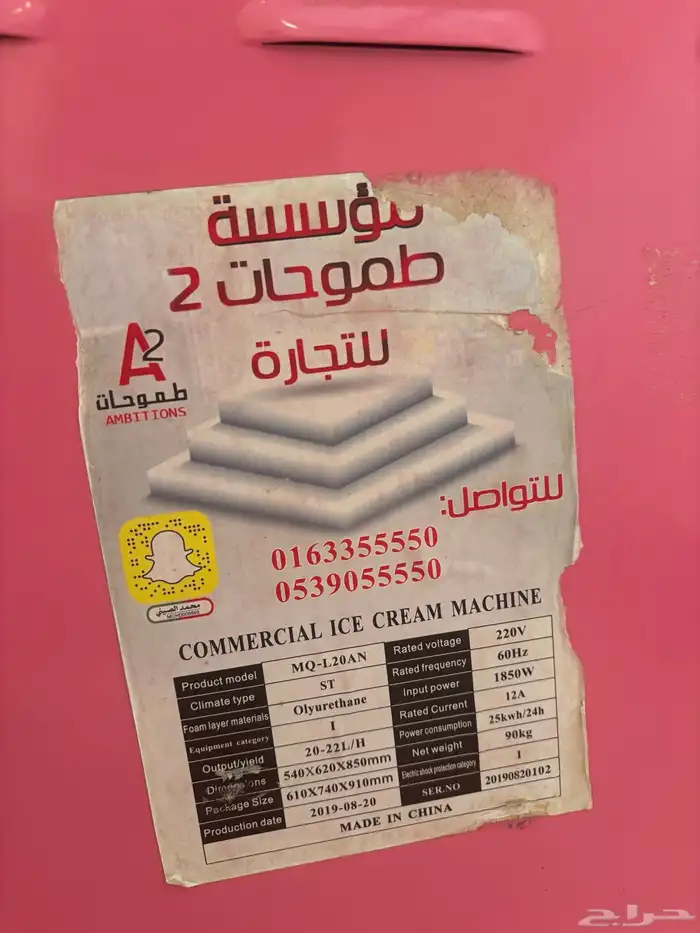 مؤسسة
طموحات 2
للتجارة
A2
طموحات
AMBITIONS
للتواصل:
0163355550
0539055550
محمد الصيني
COMMERCIAL ICE CREAM MACHINE
Product model MQ-L20AN Rated voltage 220V
Climate type ST Rated frequency 60Hz
Foam layer materials Olyurethane Input power 1850W
Equipment category I Rated Current 12A
Output/yield 20-22L/H Power consumption 25kwh/24h
Dimensions 540X620X850mm Net weight 90kg
Package Size 610X740X910mm Electric shock protection category I
Production date 2019-08-20 SER.NO 20190820102
MADE IN CHINA
حراج